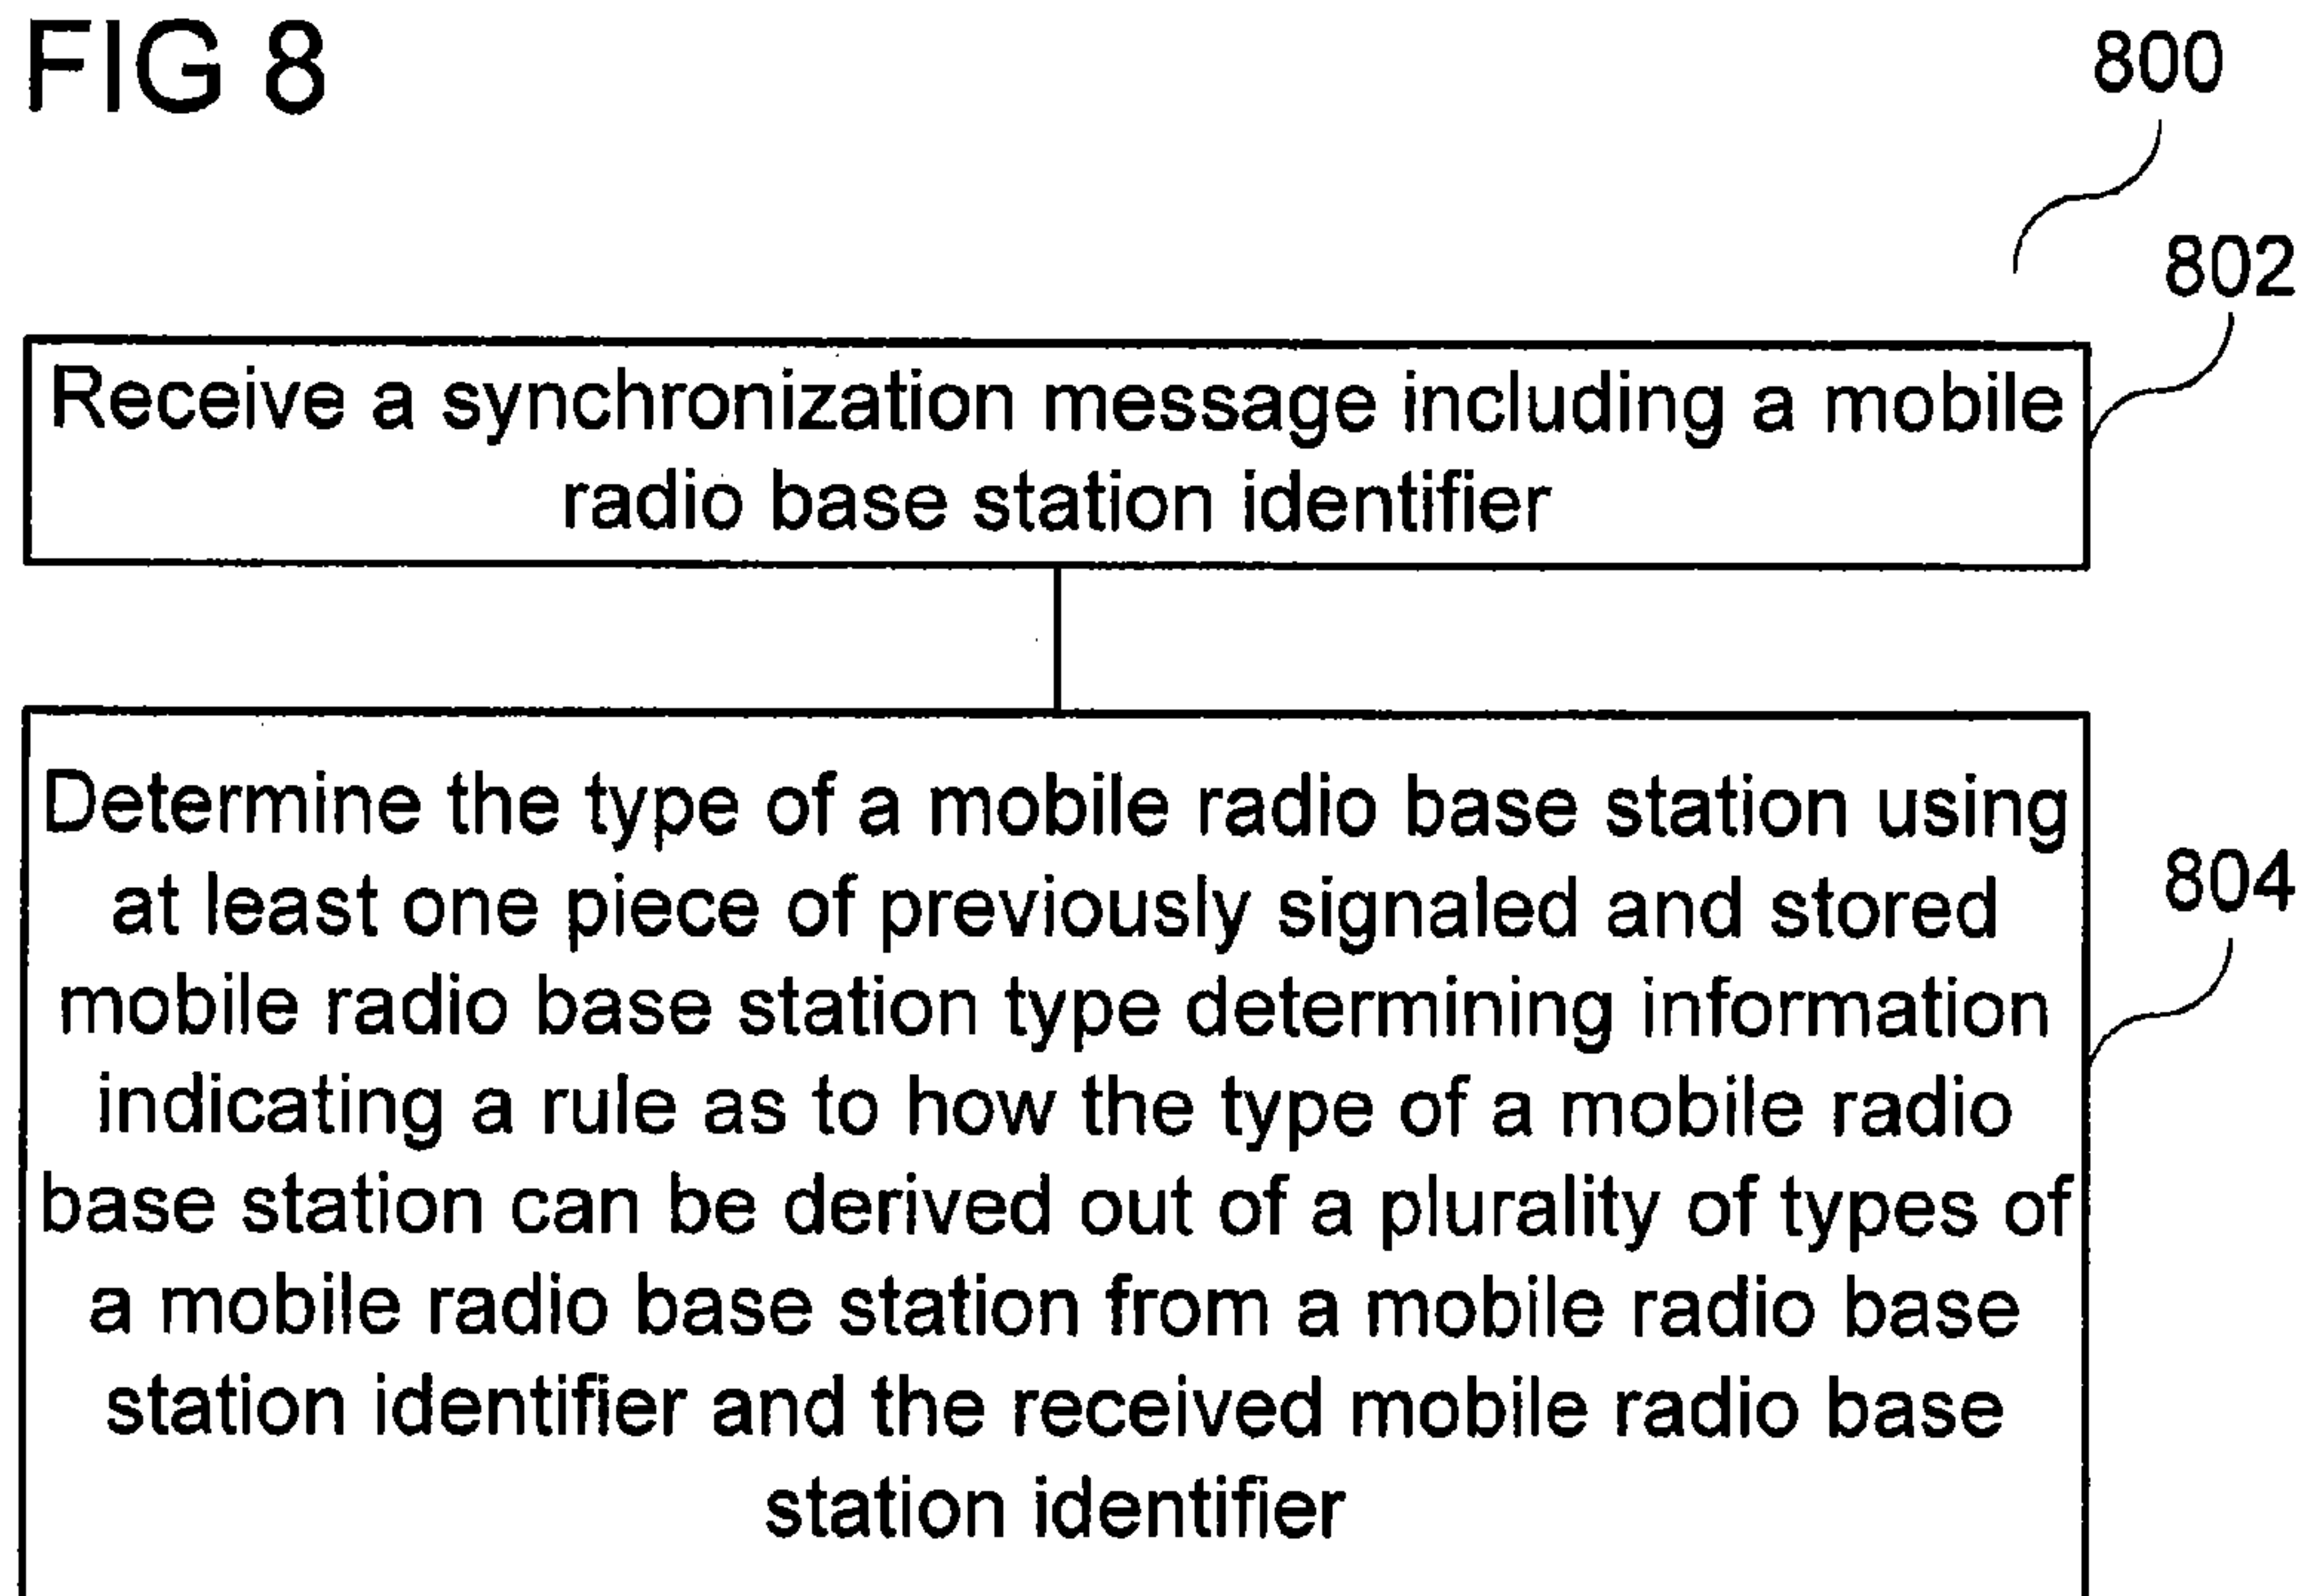 FIG 8
800
802
Receive a synchronization message including a mobile
radio base station identifier
Determine the type of a mobile radio base station using
at least one piece of previously signaled and stored
mobile radio base station type determining information
indicating a rule as to how the type of a mobile radio
base station can be derived out of a plurality of types of
a mobile radio base station from a mobile radio base
station identifier and the received mobile radio base
station identifier
804